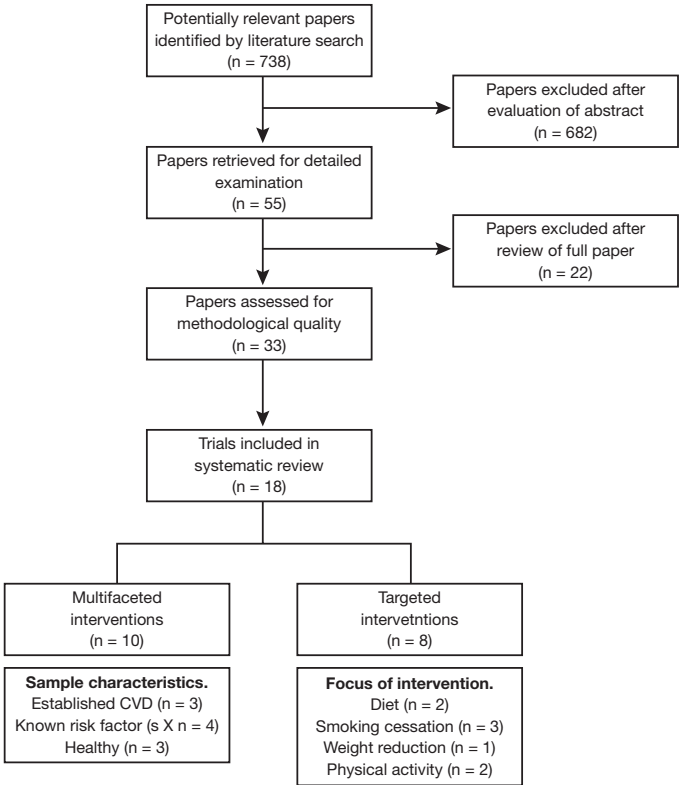 Potentially relevant papers
identified by literature search
(n = 738)
Papers excluded after
evaluation of abstract
(n = 682)
Papers retrieved for detailed
examination
(n = 55)
Papers excluded after
review of full paper
(n = 22)
Papers assessed for
methodological quality
(n = 33)
Trials included in
systematic review
(n = 18)
Multifaceted
interventions
(n = 10)
Targeted
intervetntions
(n = 8)
Sample characteristics.
Established CVD (n = 3)
Known risk factor (s X n = 4)
Healthy (n = 3)
Focus of intervention.
Diet (n = 2)
Smoking cessation (n = 3)
Weight reduction (n = 1)
Physical activity (n = 2)